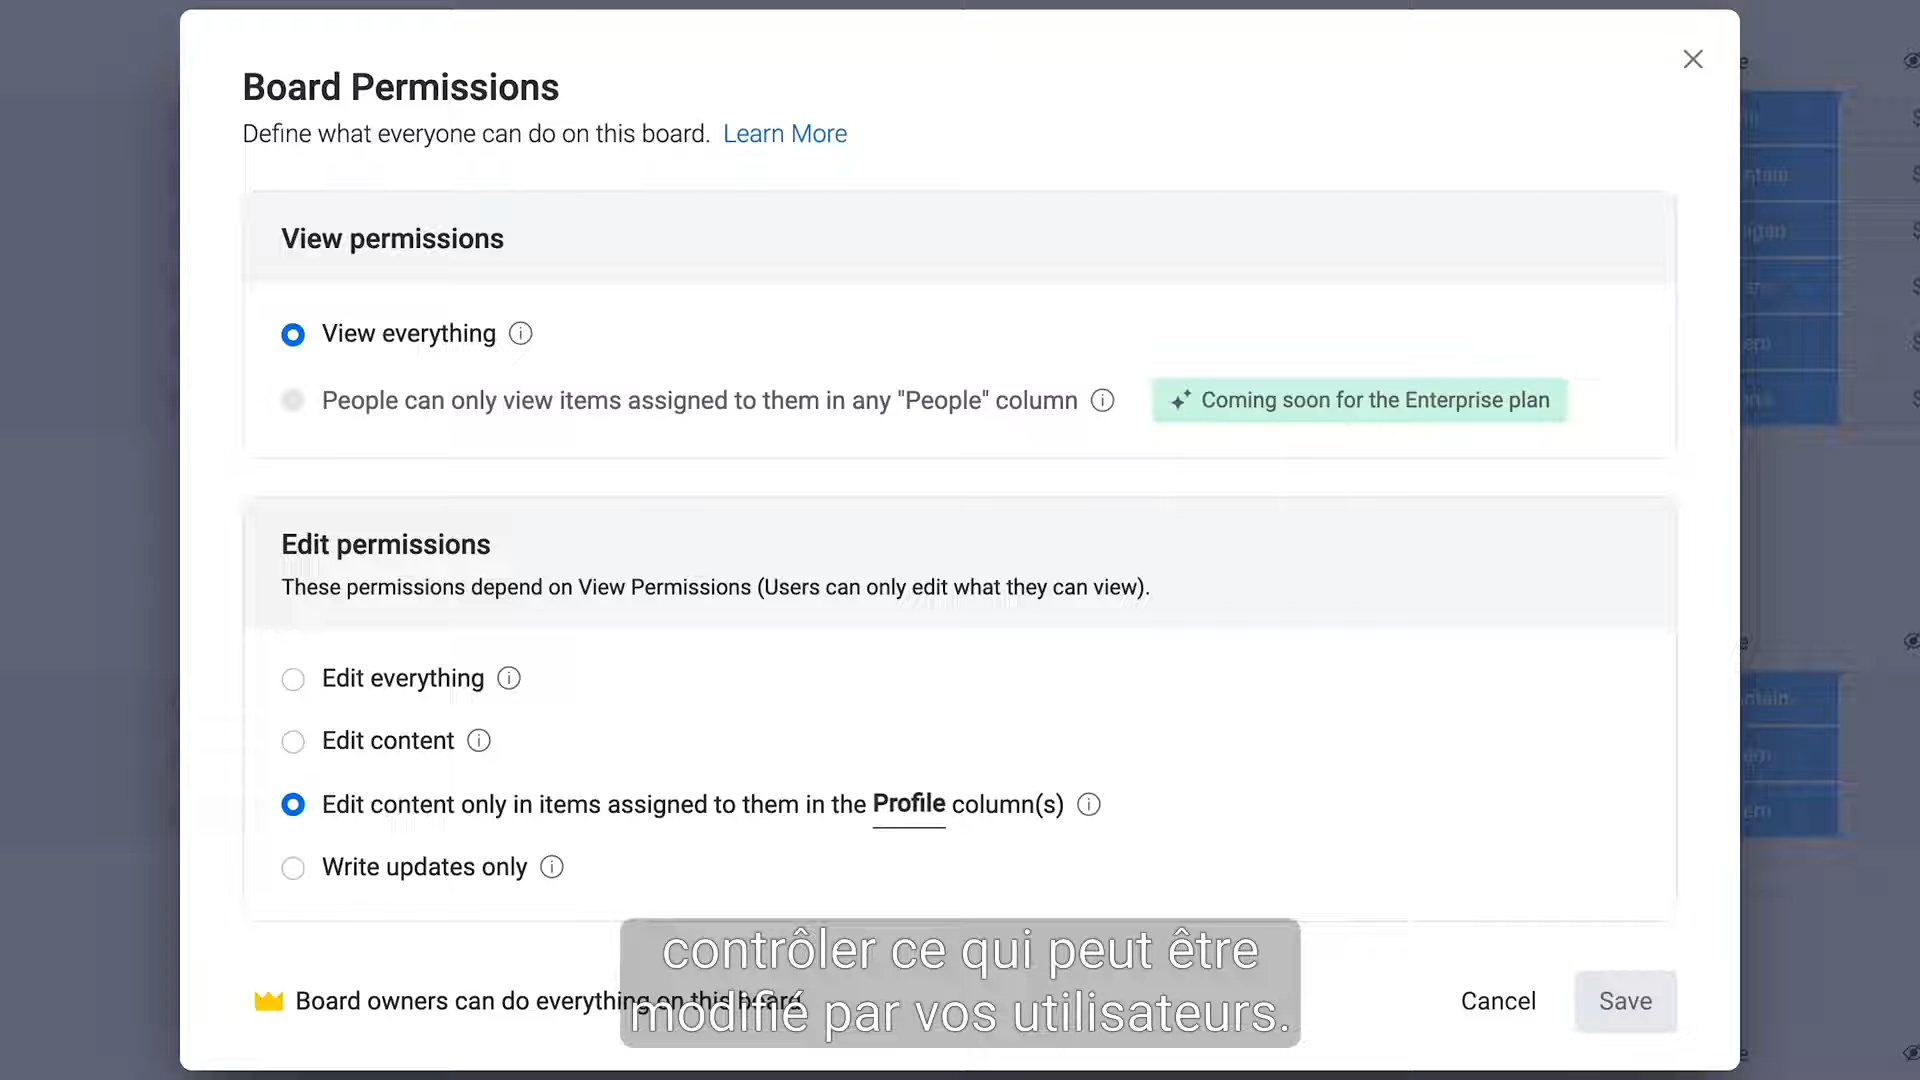 Board Permissions
Define what everyone can do on this board. Learn More
View permissions
View everything
People can only view items assigned to them in any "People" column
Coming soon for the Enterprise plan
Edit permissions
These permissions depend on View Permissions (Users can only edit what they can view).
Edit everything
Edit content
Edit content only in items assigned to them in the Profile column(s)
Write updates only
Board owners can do everything on this board
contrôler ce qui peut être
modifié par vos utilisateurs.
Cancel
Save